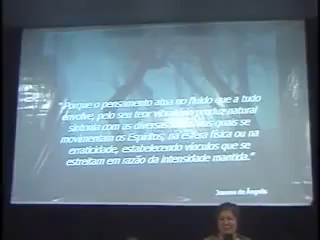 "Porque o pensamento atua no fluido que a tudo
envolve, pelo seu teor vibratório produz natural
sintonia com as diversas nos quais se
movimentam os Espíritos, na esfera física ou na
erraticidade, estabelecendo vínculos que se
estreitam em razão da intensidade mantida."
Joanna de Ângelis